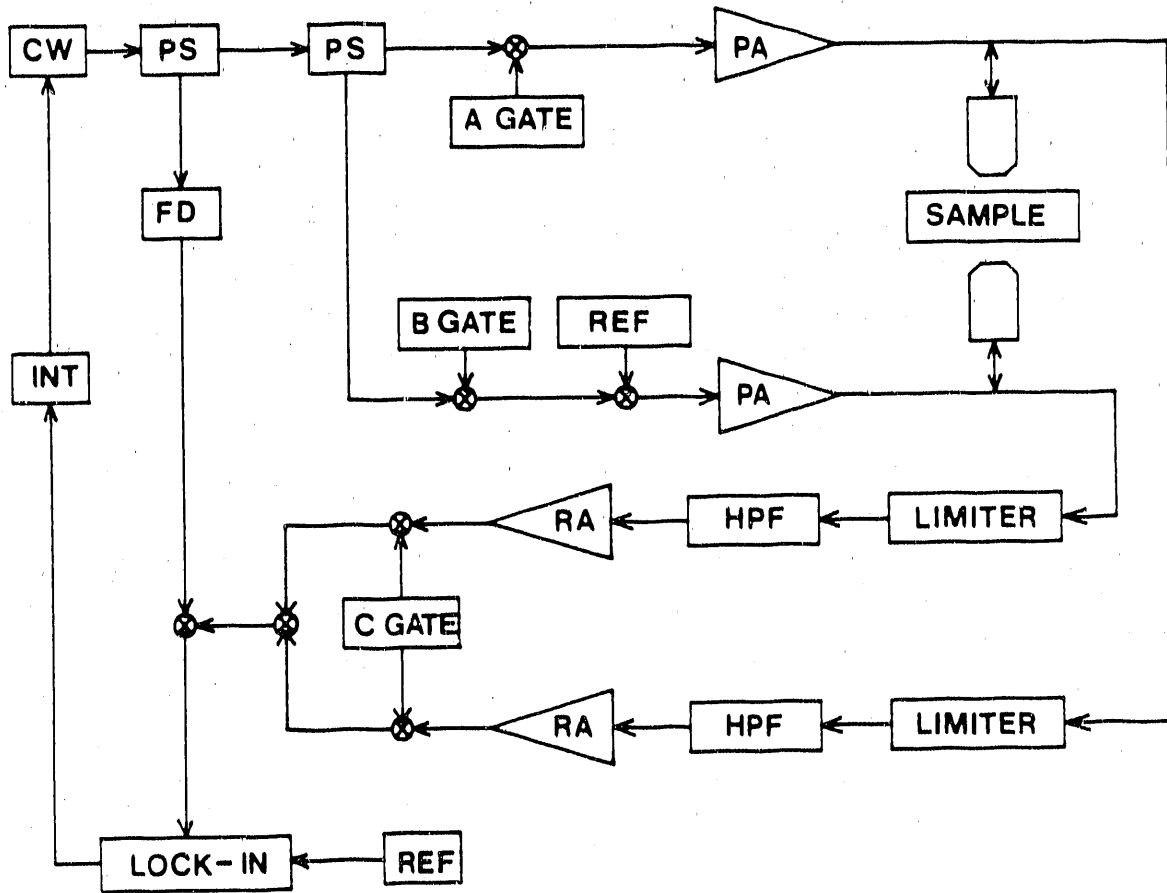 CW
PS
PS
PA
A GATE
FD
SAMPLE
B GATE
REF
INT
PA
RA
HPF
LIMITER
C GATE
RA
HPF
LIMITER
LOCK-IN
REF